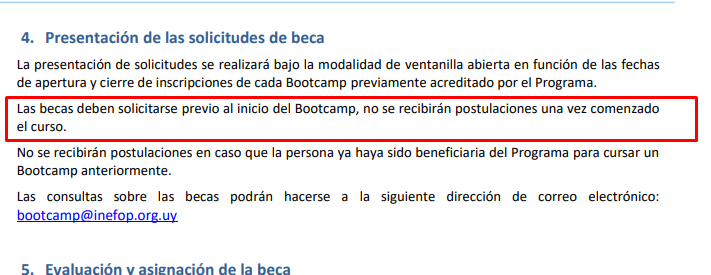 4. Presentación de las solicitudes de beca
La presentación de solicitudes se realizará bajo la modalidad de ventanilla abierta en función de las fechas
de apertura y cierre de inscripciones de cada Bootcamp previamente acreditado por el Programa.
Las becas deben solicitarse previo al inicio del Bootcamp, no se recibirán postulaciones una vez comenzado
el curso.
No se recibirán postulaciones en caso que la persona ya haya sido beneficiaria del Programa para cursar un
Bootcamp anteriormente.
Las consultas sobre las becas podrán hacerse a la siguiente dirección de correo electrónico:
bootcamp@inefop.org.uy
5. Evaluación y asignación de la beca